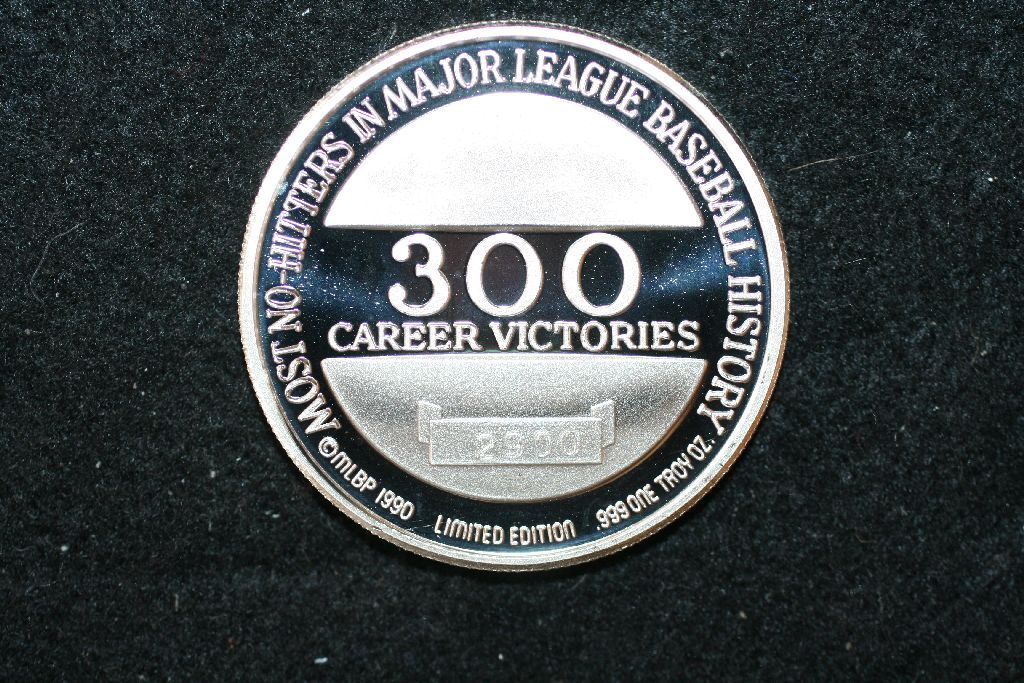 MOST NO-HITTERS IN MAJOR LEAGUE BASEBALL HISTORY
300
CAREER VICTORIES
©MLBP 1990 LIMITED EDITION .999 ONE TROY OZ.